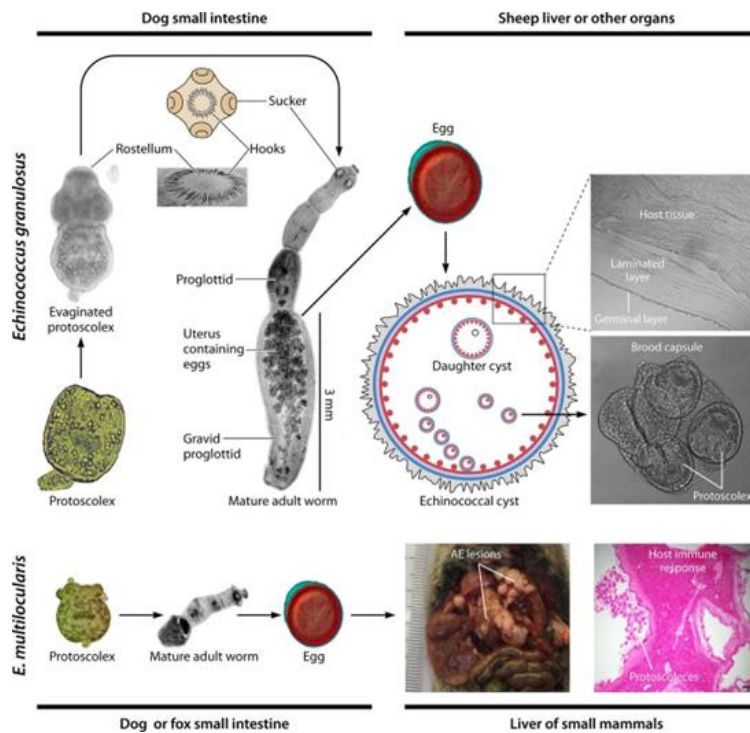 Dog small intestine
Sheep liver or other organs
Echinococcus granulosus
Sucker
Rostellum
Hooks
Egg
Host tissue
Laminated
layer
Germinal layer
Proglottid
Evaginated
protoscolex
Uterus
containing
eggs
3 mm
Daughter cyst
Brood capsule
Gravid
proglottid
Protoscolex
Protoscolex
Mature adult worm
Echinococcal cyst
E. multilocularis
AE lesions
Host immune
response
Protoscoleces
Protoscolex
Mature adult worm
Egg
Dog or fox small intestine
Liver of small mammals